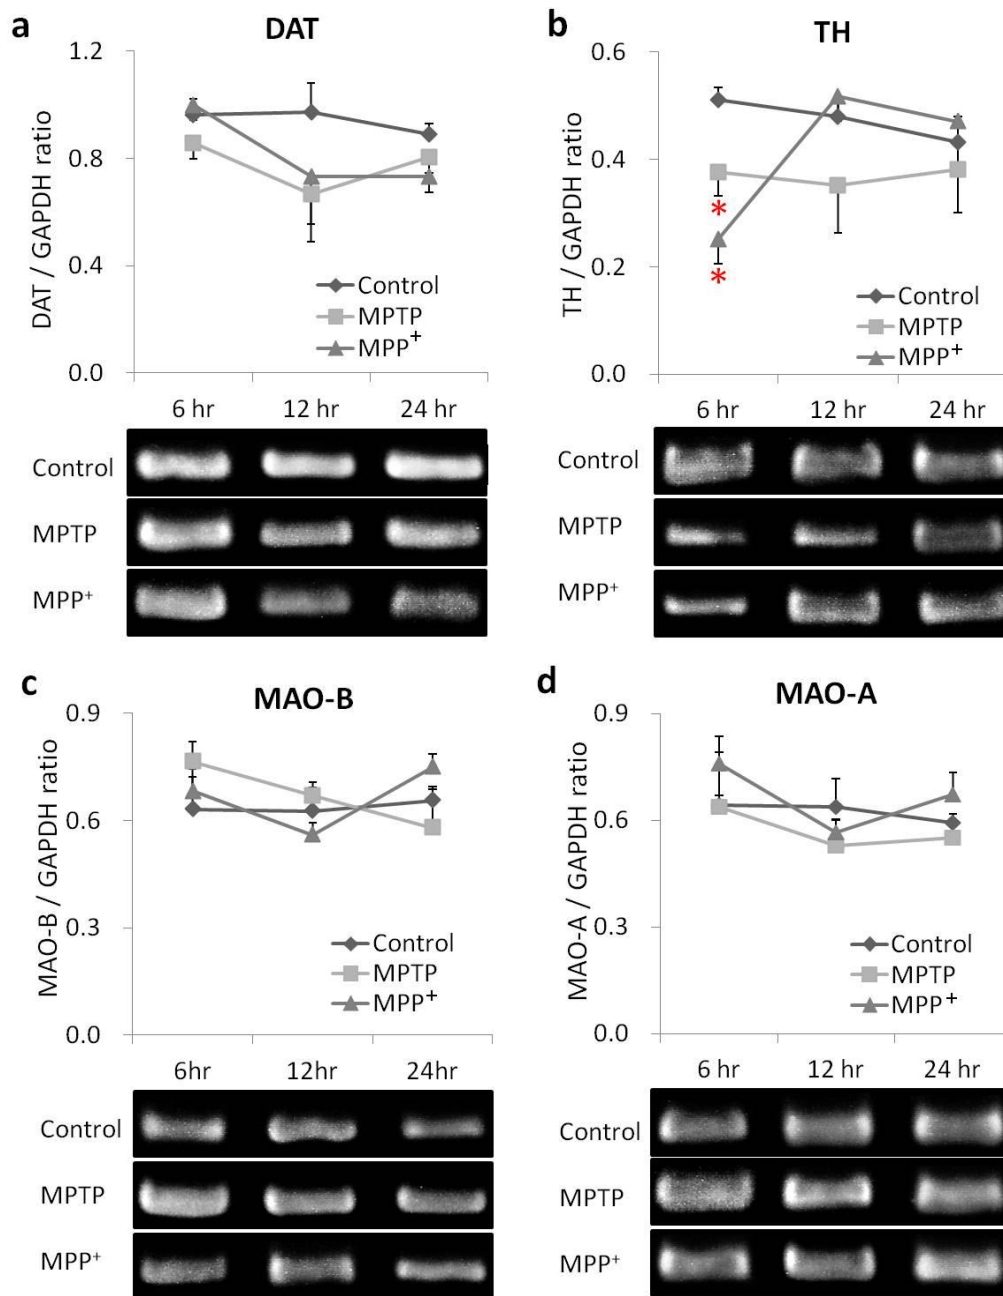 a
DAT
DAT / GAPDH ratio
1.2
0.8
0.4
0.0
Control
MPTP
MPP⁺
6 hr 12 hr 24 hr
Control
MPTP
MPP⁺
b
TH
TH / GAPDH ratio
0.6
0.4
0.2
0.0
*
*
Control
MPTP
MPP⁺
6 hr 12 hr 24 hr
Control
MPTP
MPP⁺
c
MAO-B
MAO-B / GAPDH ratio
0.9
0.6
0.3
0.0
Control
MPTP
MPP⁺
6hr 12hr 24hr
Control
MPTP
MPP⁺
d
MAO-A
MAO-A / GAPDH ratio
0.9
0.6
0.3
0.0
Control
MPTP
MPP⁺
6 hr 12 hr 24 hr
Control
MPTP
MPP⁺